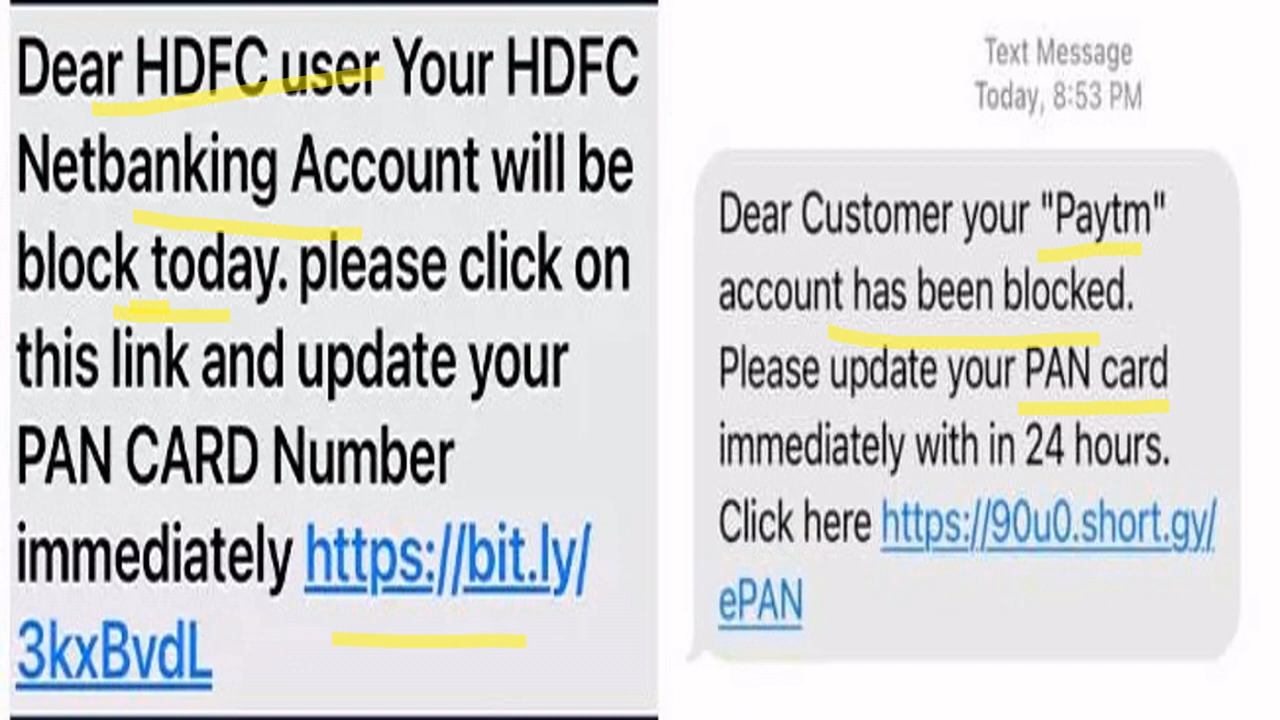 Dear HDFC user Your HDFC
Netbanking Account will be
block today. please click on
this link and update your
PAN CARD Number
immediately https://bit.ly/
3kxBvdL
Text Message
Today, 8:53 PM
Dear Customer your "Paytm"
account has been blocked.
Please update your PAN card
immediately with in 24 hours.
Click here https://90u0.short.gy/
ePAN